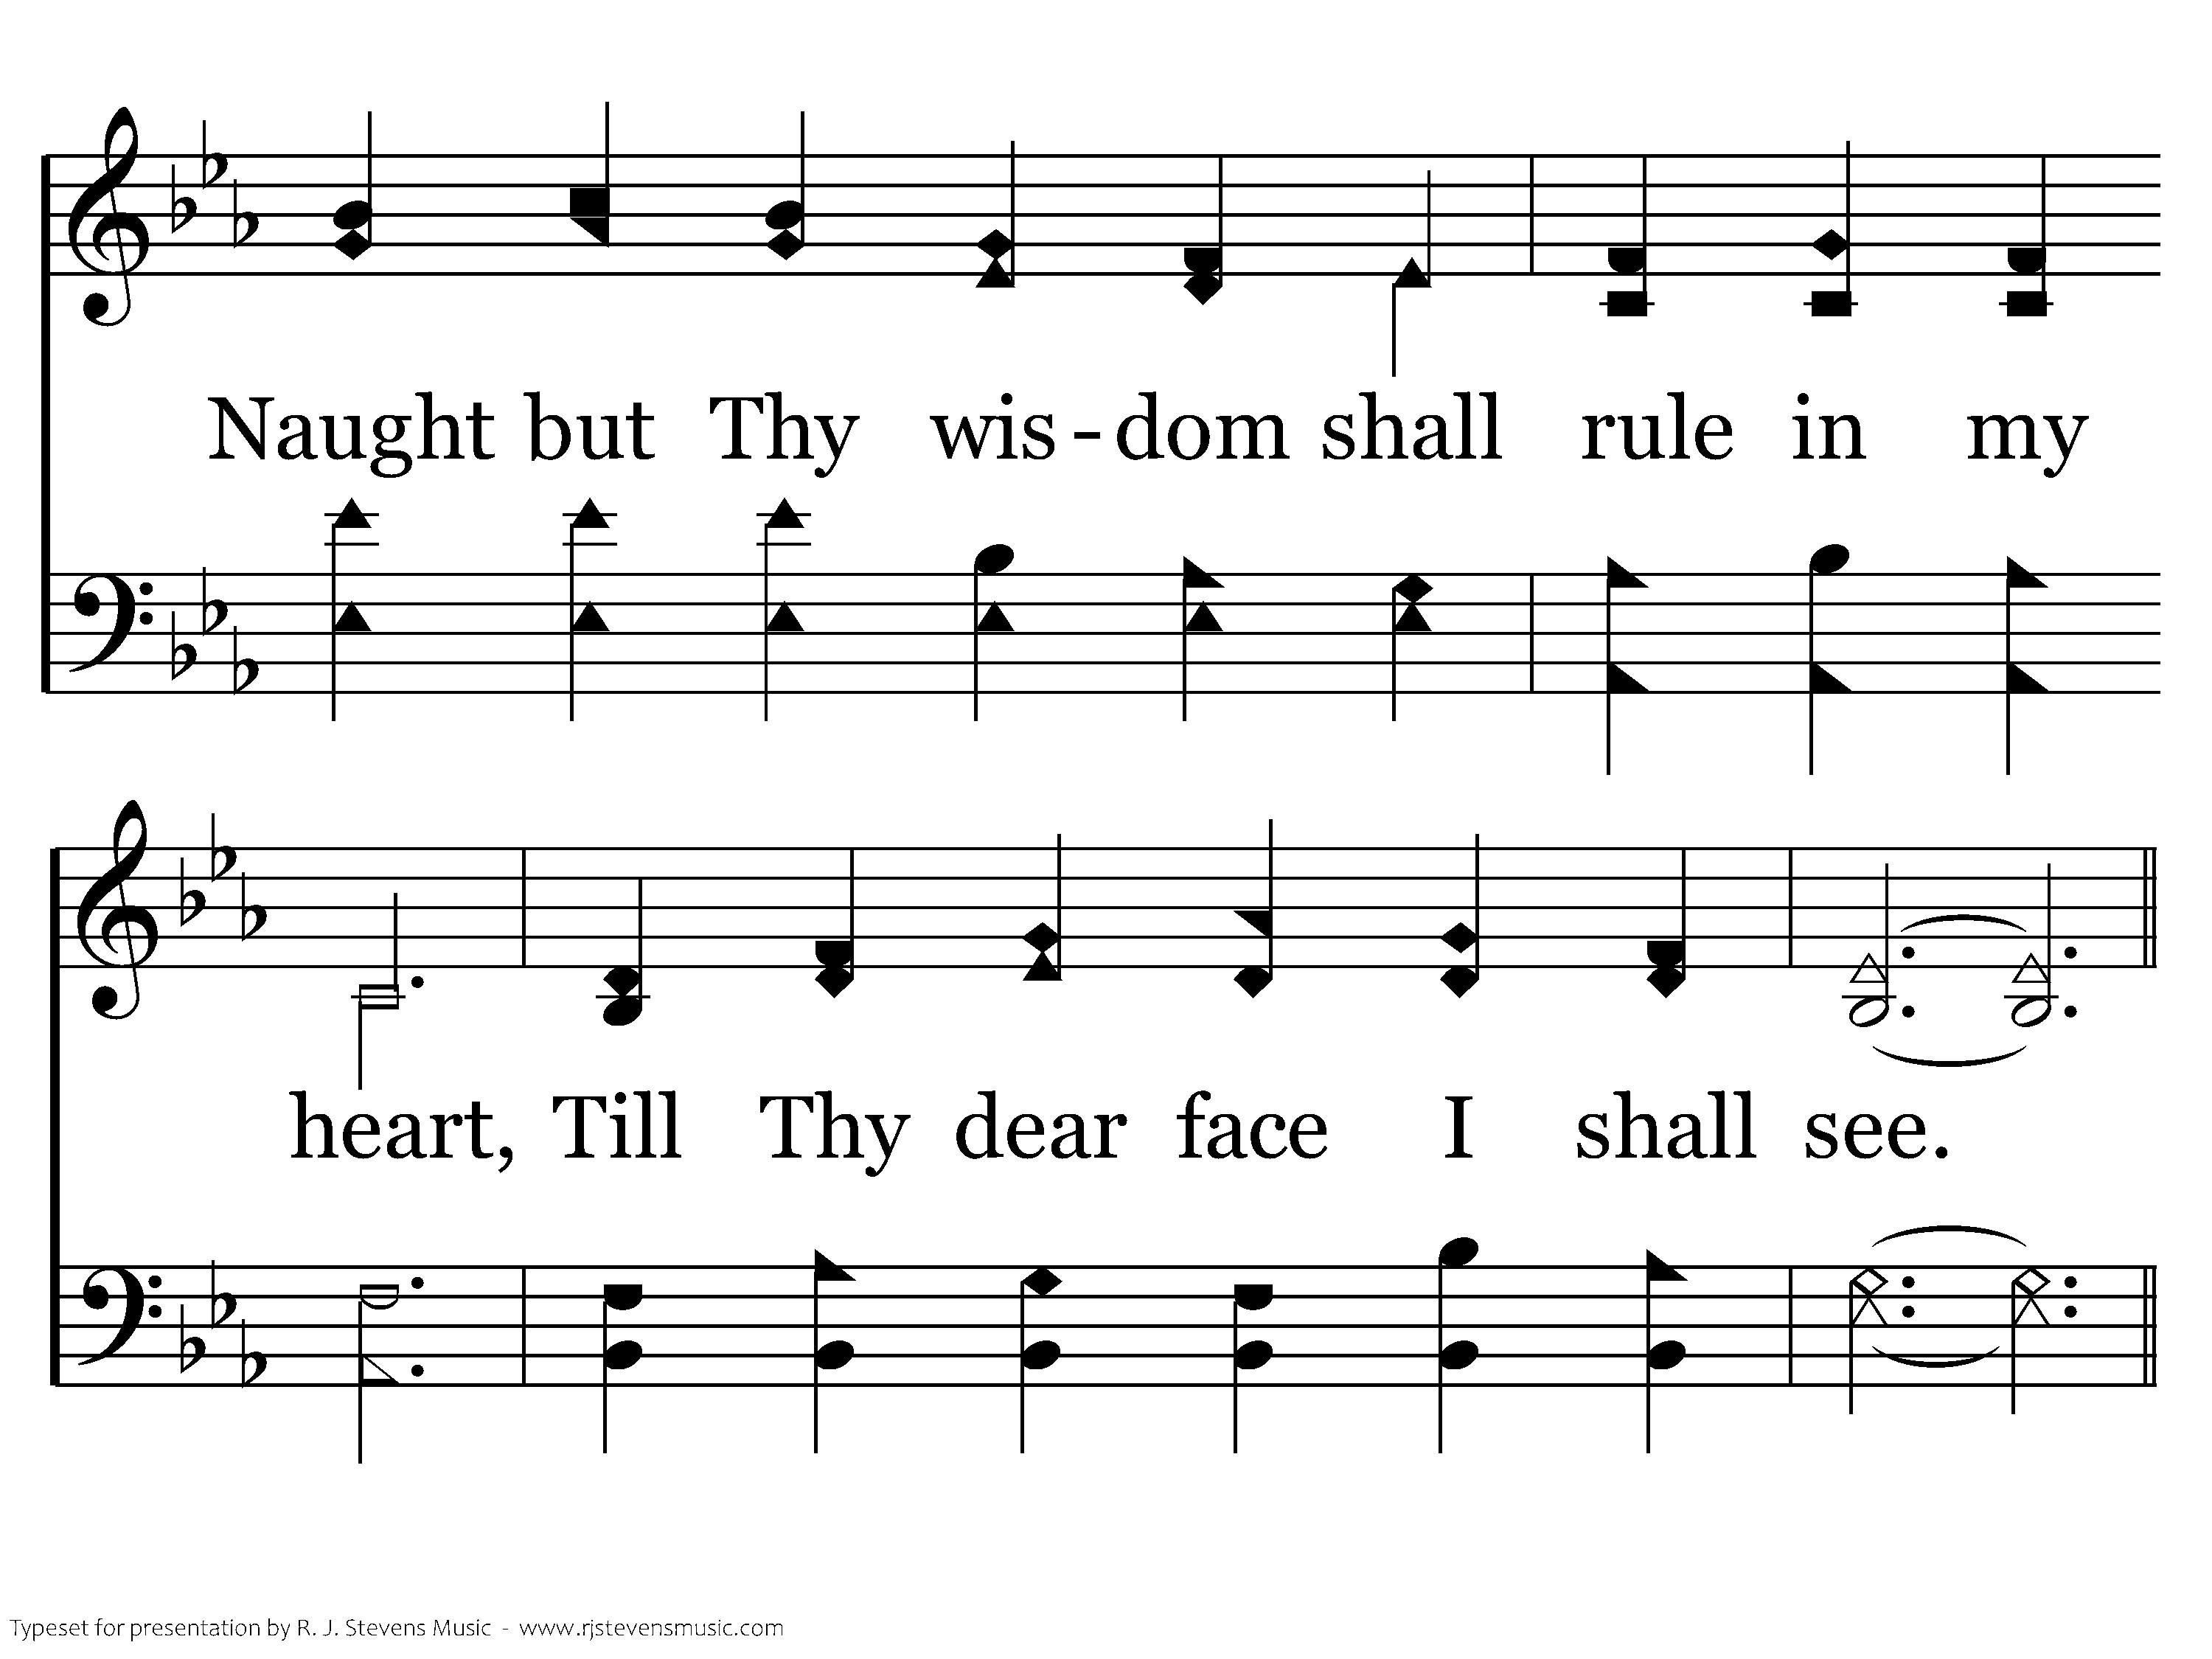 Naught but Thy wis-dom shall rule in my
heart, Till Thy dear face I shall see.
Typeset for presentation by R. J. Stevens Music - www.rjstevensmusic.com